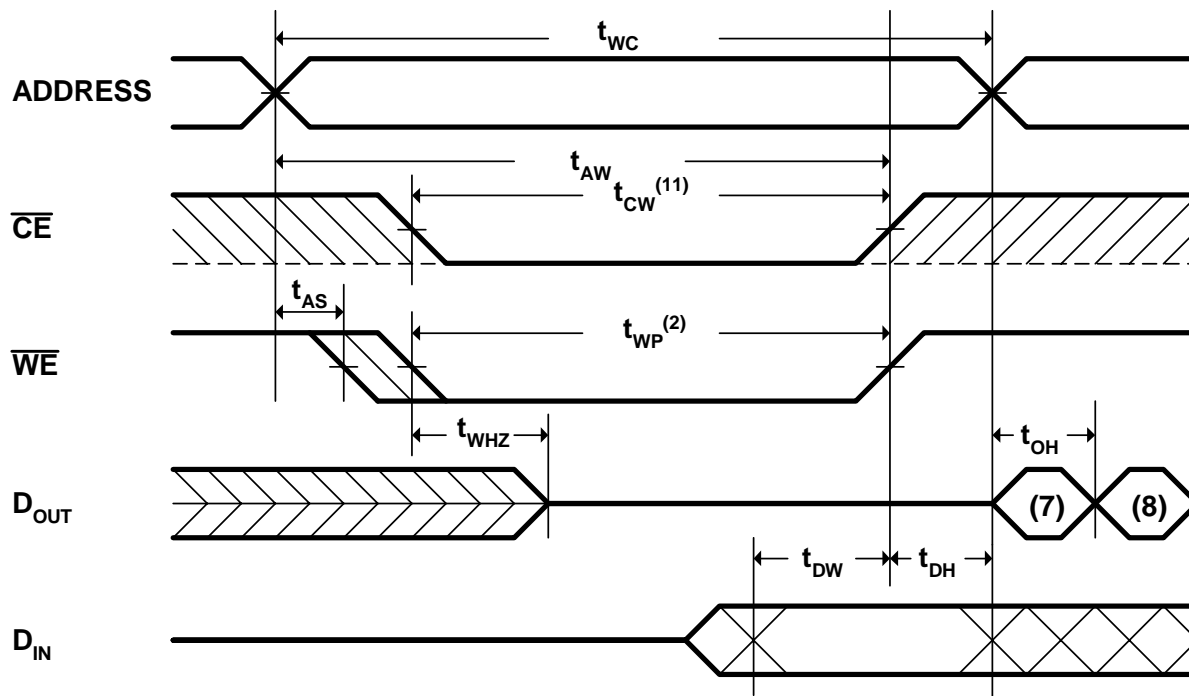 tWC
ADDRESS
tAW
tCW(11)
CE
tAS
tWP(2)
WE
tWHZ
tOH
DOUT
(7)
(8)
tDW
tDH
DIN